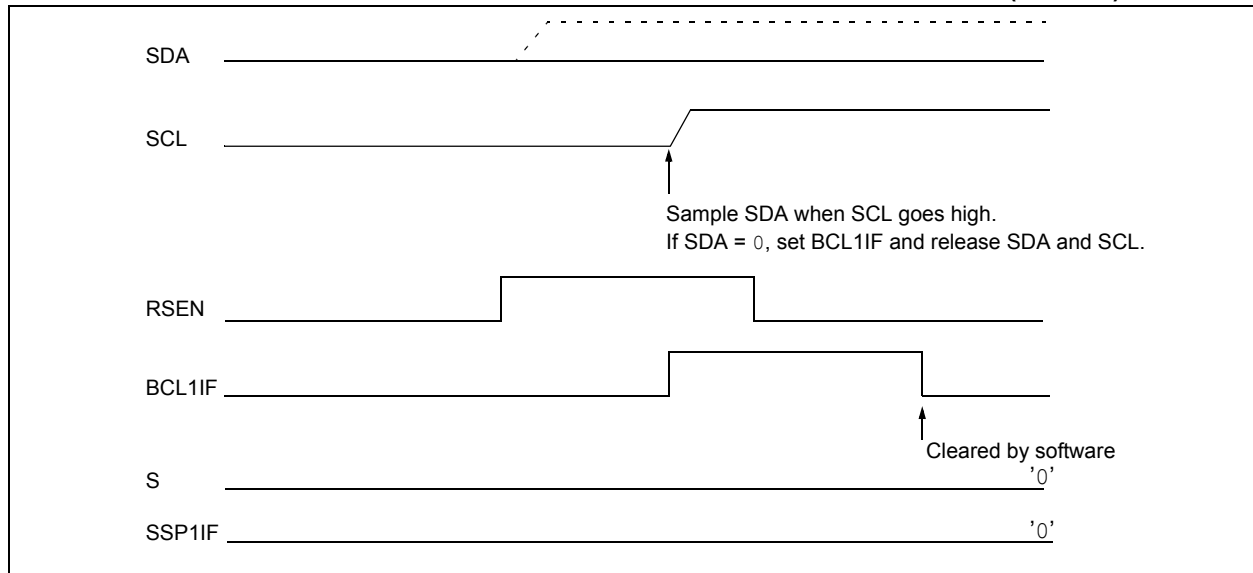 SDA
SCL
Sample SDA when SCL goes high.
If SDA = 0, set BCL1IF and release SDA and SCL.
RSEN
BCL1IF
Cleared by software
S
'0'
SSP1IF
'0'